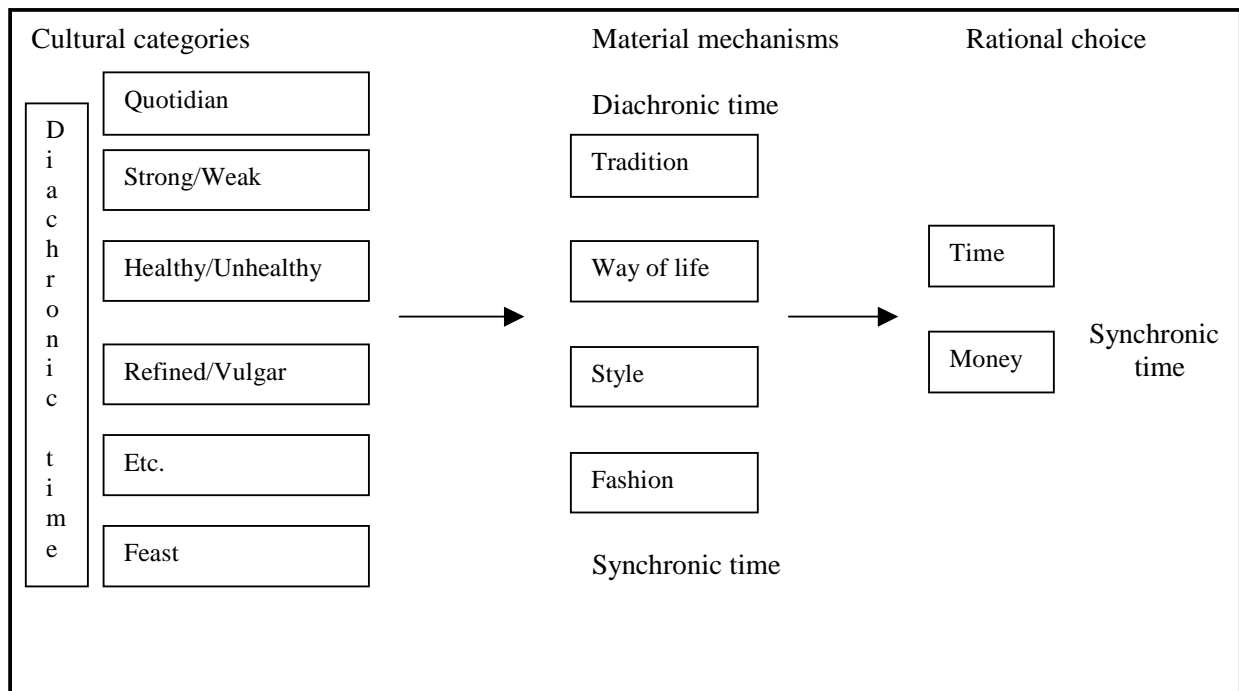 Cultural categories
Material mechanisms
Rational choice
Diachronic time
Quotidian
Strong/Weak
Healthy/Unhealthy
Refined/Vulgar
Etc.
Feast
Diachronic time
Tradition
Way of life
Style
Fashion
Synchronic time
Time
Money
Synchronic
time